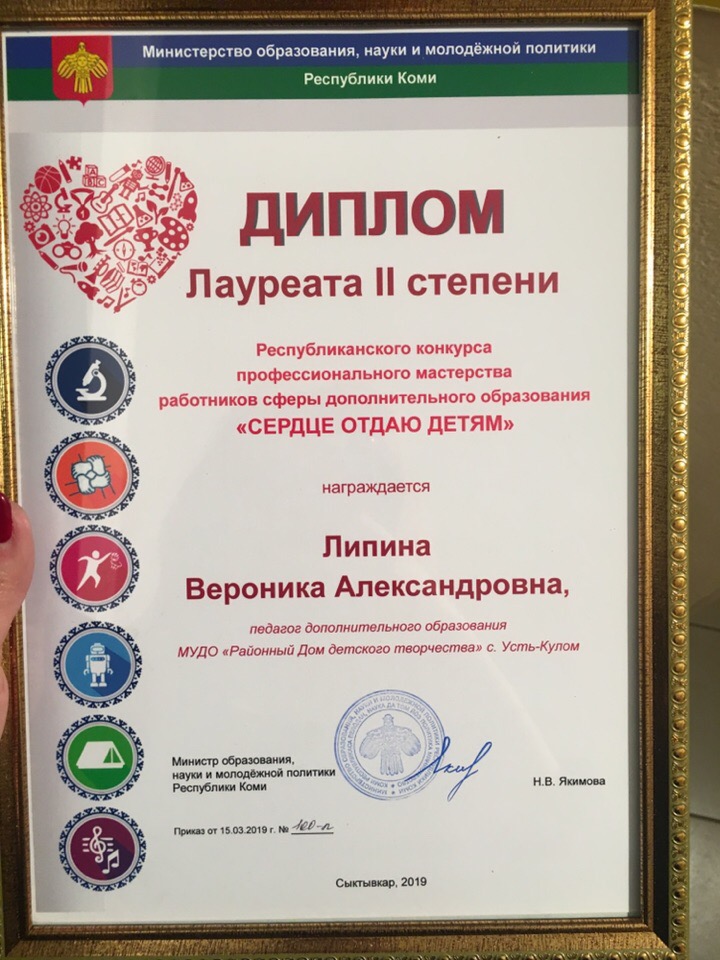 Министерство образования, науки и молодёжной политики
Республики Коми
ДИПЛОМ
Лауреата II степени
Республиканского конкурса
профессионального мастерства
работников сферы дополнительного образования
«СЕРДЦЕ ОТДАЮ ДЕТЯМ»
награждается
Липина
Вероника Александровна,
педагог дополнительного образования
МУДО «Районный Дом детского творчества» с. Усть-Кулом
Министр образования,
науки и молодёжной политики
Республики Коми
Н.В. Якимова
Приказ от 15.03.2019 г. № 100-п
Сыктывкар, 2019